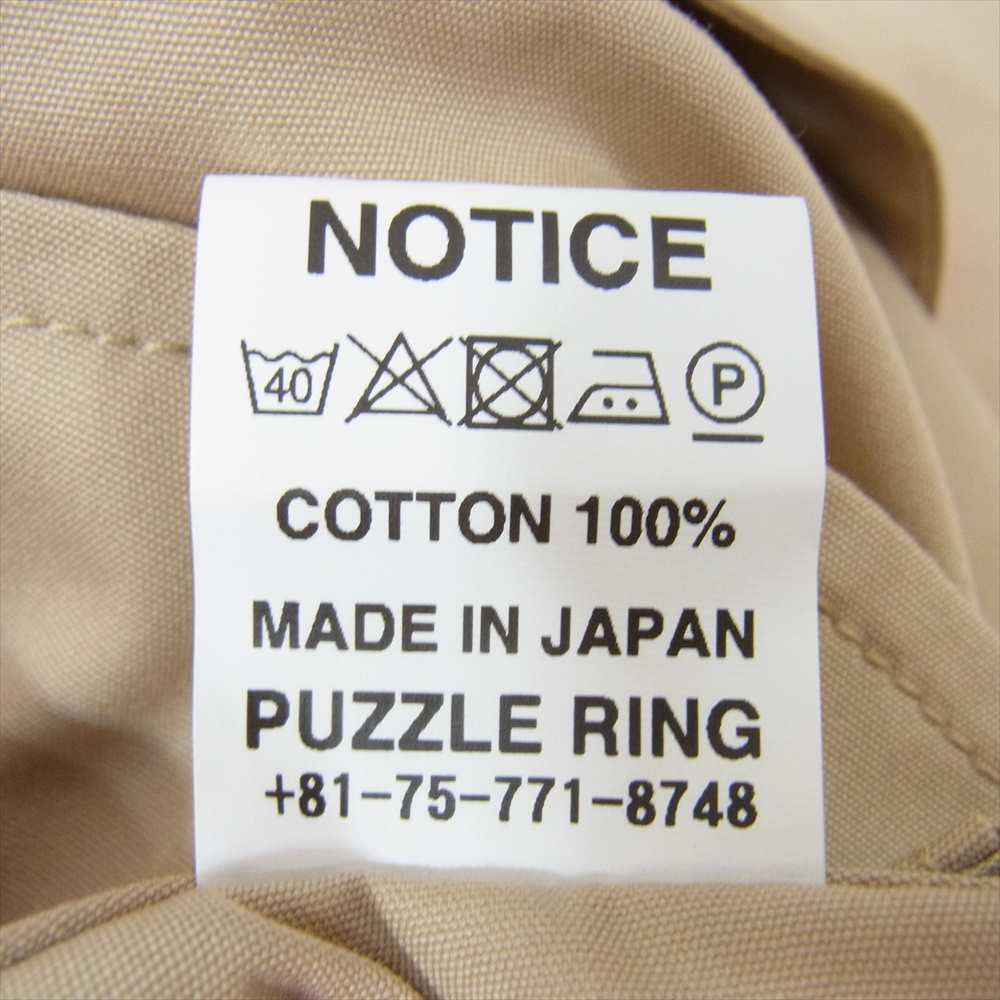 NOTICE
40 P
COTTON 100%
MADE IN JAPAN
PUZZLE RING
+81-75-771-8748